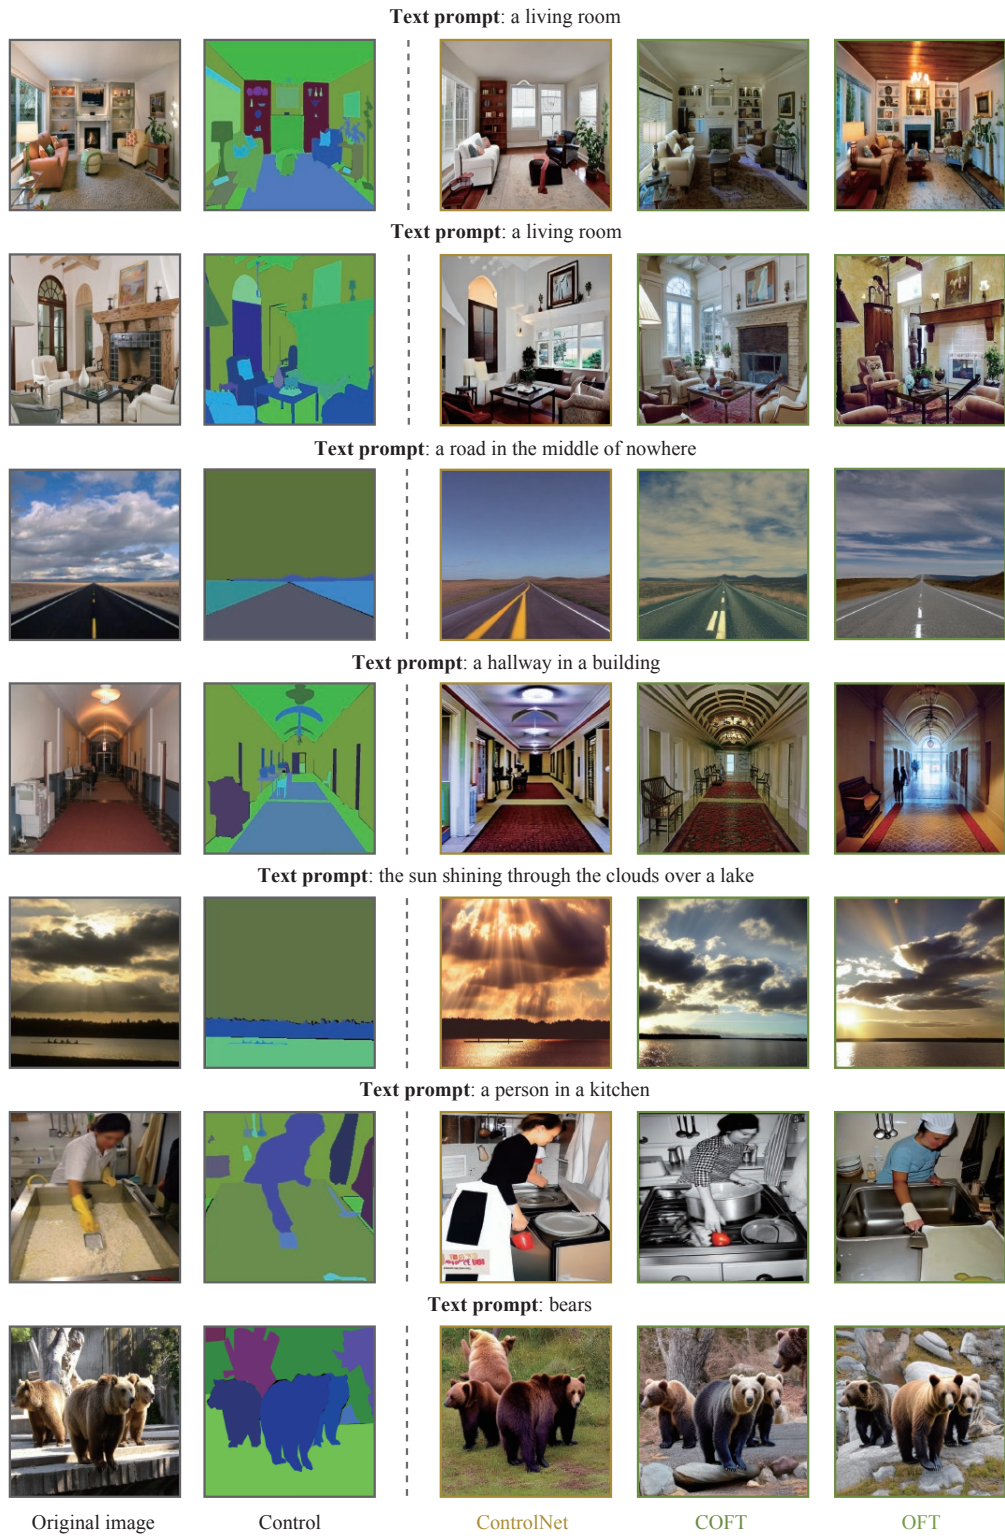 Text prompt: a living room
Text prompt: a living room
Text prompt: a road in the middle of nowhere
Text prompt: a hallway in a building
Text prompt: the sun shining through the clouds over a lake
Text prompt: a person in a kitchen
Text prompt: bears
Original image Control ControlNet COFT OFT